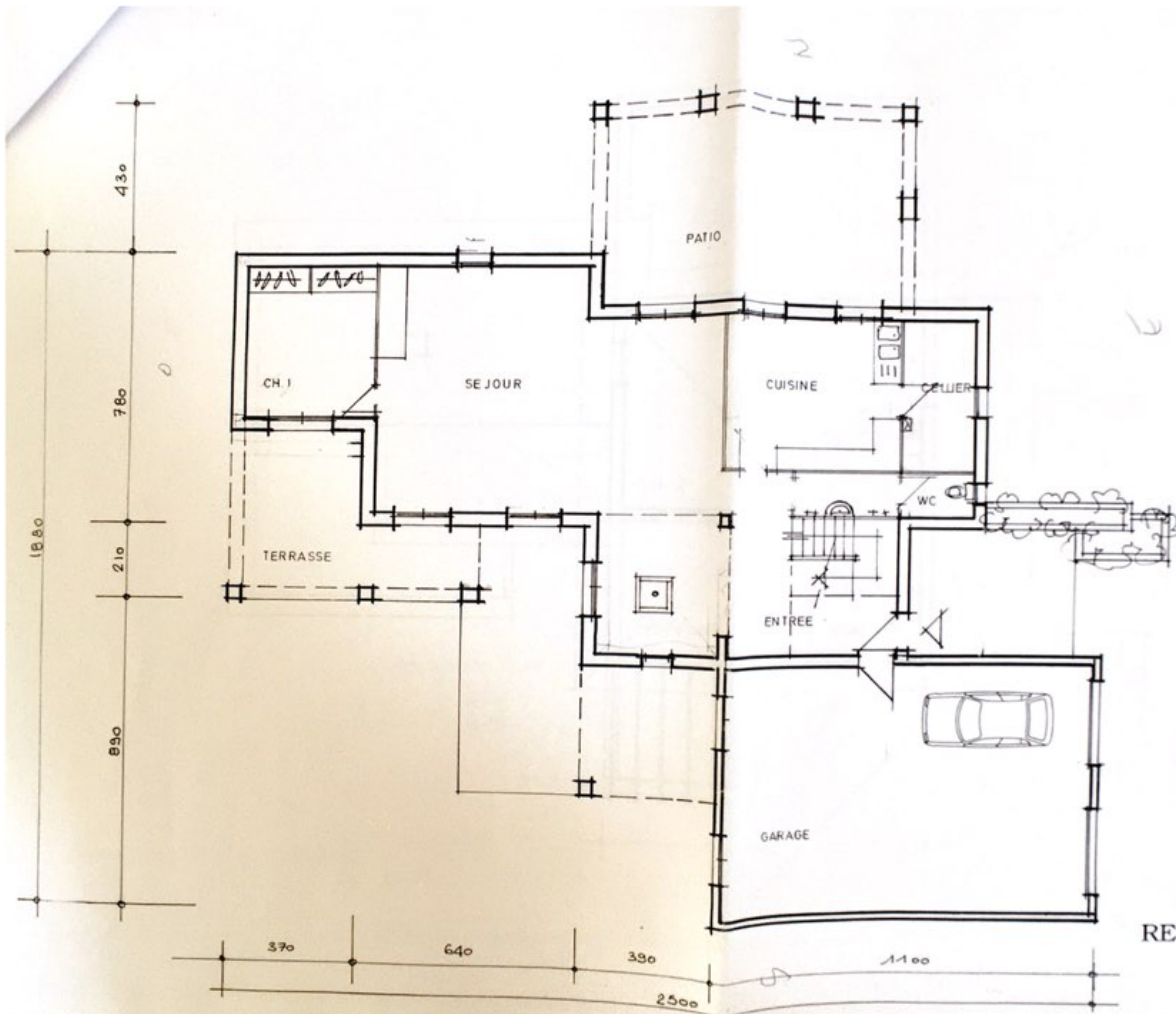 430
PATIO
CH.1
SEJOUR
CUISINE
CELLIER
780
WC
1880
210
TERRASSE
ENTREE
890
GARAGE
RE
370
640
390
1100
2500